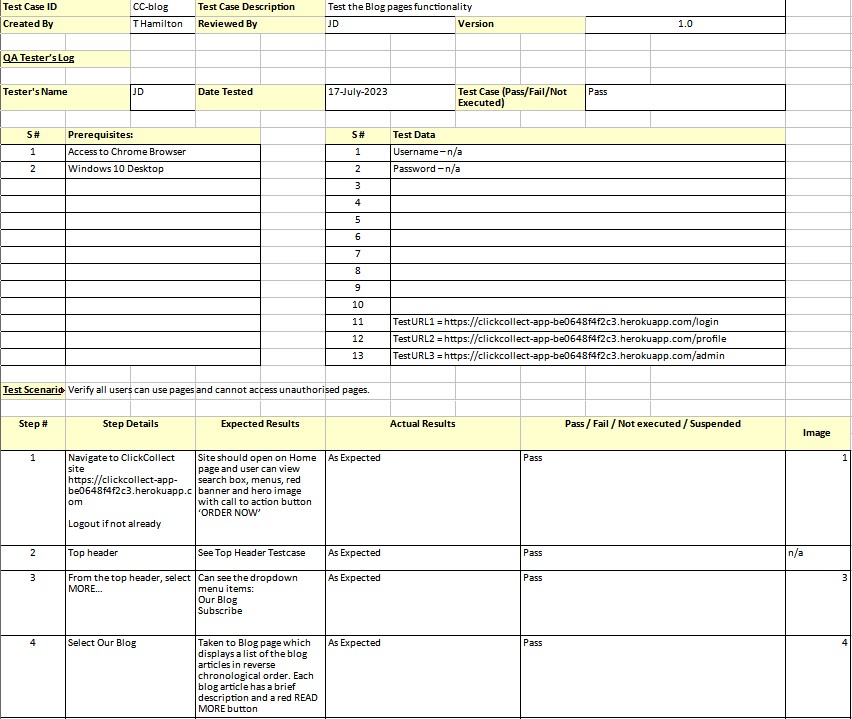 Test Case ID CC-blog Test Case Description Test the Blog pages functionality
Created By T Hamilton Reviewed By JD Version 1.0
QA Tester's Log
Tester's Name JD Date Tested 17-July-2023 Test Case (Pass/Fail/Not
Executed) Pass
S # Prerequisites: S # Test Data
1 Access to Chrome Browser 1 Username – n/a
2 Windows 10 Desktop 2 Password – n/a
3
4
5
6
7
8
9
10
11 TestURL1 = https://clickcollect-app-be0648f4f2c3.herokuapp.com/login
12 TestURL2 = https://clickcollect-app-be0648f4f2c3.herokuapp.com/profile
13 TestURL3 = https://clickcollect-app-be0648f4f2c3.herokuapp.com/admin
Test Scenario Verify all users can use pages and cannot access unauthorised pages.
Step # Step Details Expected Results Actual Results Pass / Fail / Not executed / Suspended Image
1 Navigate to ClickCollect
site
https://clickcollect-app-
be0648f4f2c3.herokuapp.c
om
Logout if not already
Site should open on Home
page and user can view
search box, menus, red
banner and hero image
with call to action button
‘ORDER NOW’
As Expected Pass 1
2 Top header See Top Header Testcase As Expected Pass n/a
3 From the top header, select
MORE...
Can see the dropdown
menu items:
Our Blog
Subscribe
As Expected Pass 3
4 Select Our Blog
Taken to Blog page which
displays a list of the blog
articles in reverse
chronological order. Each
blog article has a brief
description and a red READ
MORE button
As Expected Pass 4